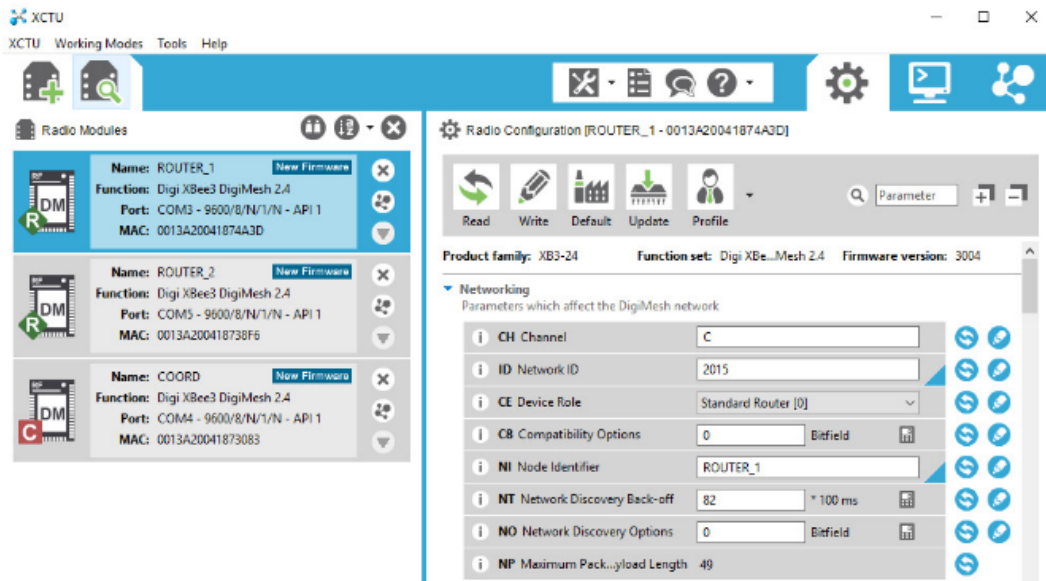 XCTU
XCTU Working Modes Tools Help
Radio Modules
Name: ROUTER_1 New Firmware
Function: Digi XBee3 DigiMesh 2.4
Port: COM3 - 9600/8/N/1/N - API 1
MAC: 0013A20041874A3D
DM
R
Name: ROUTER_2 New Firmware
Function: Digi XBee3 DigiMesh 2.4
Port: COM5 - 9600/8/N/1/N - API 1
MAC: 0013A200418738F6
DM
R
Name: COORD New Firmware
Function: Digi XBee3 DigiMesh 2.4
Port: COM4 - 9600/8/N/1/N - API 1
MAC: 0013A20041873083
DM
C
Radio Configuration [ROUTER_1 - 0013A20041874A3D]
Read Write Default Update Profile
Parameter
Product family: XB3-24 Function set: Digi XBe...Mesh 2.4 Firmware version: 3004
Networking
Parameters which affect the DigiMesh network
i CH Channel C
i ID Network ID 2015
i CE Device Role Standard Router [0]
i C8 Compatibility Options 0 Bitfield
i NI Node Identifier ROUTER_1
i NT Network Discovery Back-off 82 * 100 ms
i NO Network Discovery Options 0 Bitfield
i NP Maximum Pack...yload Length 49